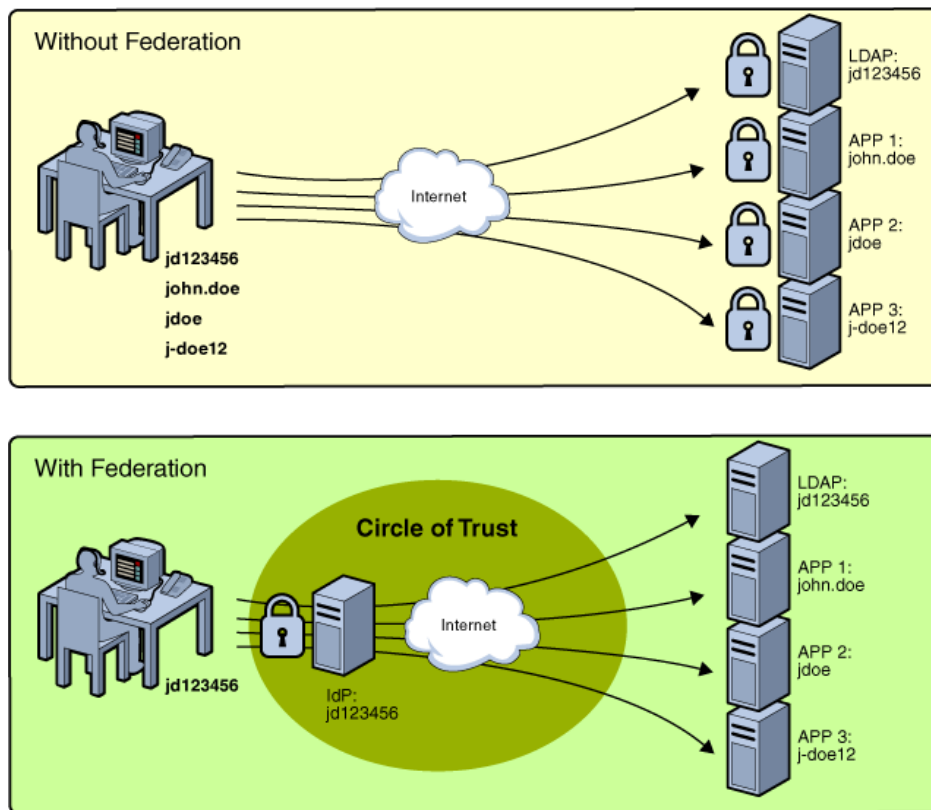 Without Federation
jd123456
john.doe
jdoe
j-doe12
Internet
LDAP:
jd123456
APP 1:
john.doe
APP 2:
jdoe
APP 3:
j-doe12
With Federation
jd123456
Circle of Trust
IdP:
jd123456
Internet
LDAP:
jd123456
APP 1:
john.doe
APP 2:
jdoe
APP 3:
j-doe12